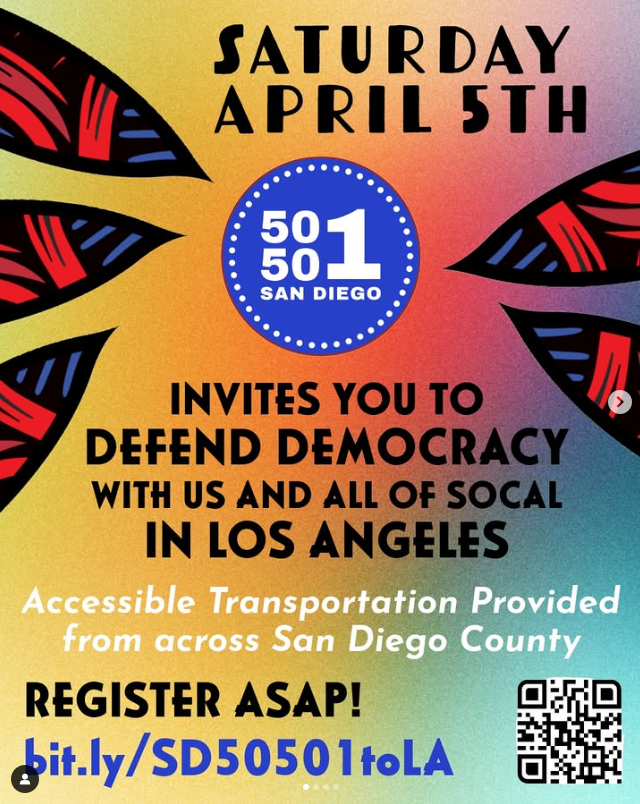 SATURDAY
APRIL 5TH
50
50
1
SAN DIEGO
INVITES YOU TO
DEFEND DEMOCRACY
WITH US AND ALL OF SOCAL
IN LOS ANGELES
Accessible Transportation Provided
from across San Diego County
REGISTER ASAP!
bit.ly/SD50501toLA